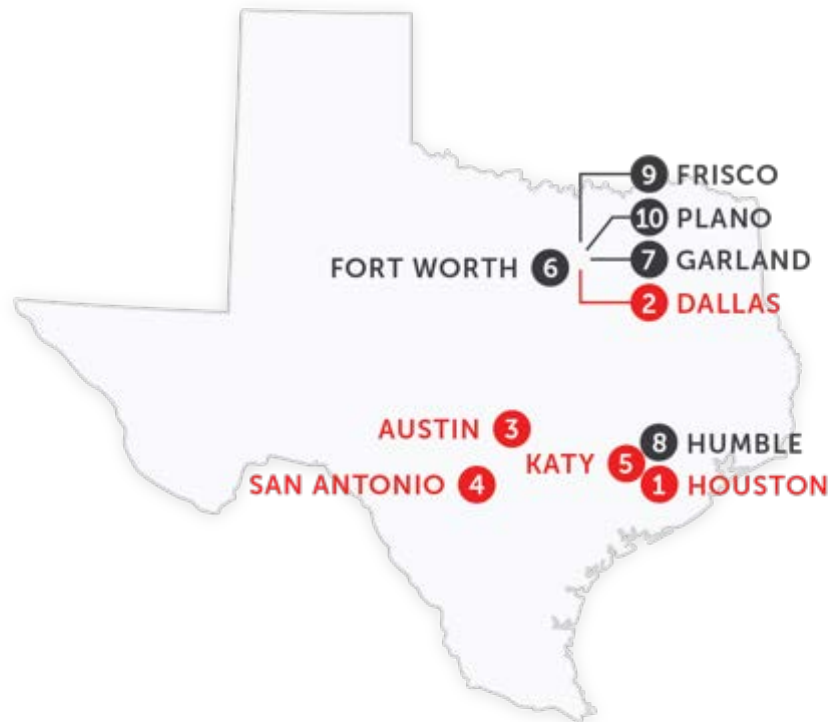 9 FRISCO
10 PLANO
FORT WORTH 6
7 GARLAND
2 DALLAS
AUSTIN 3
8 HUMBLE
KATY 5
SAN ANTONIO 4
1 HOUSTON